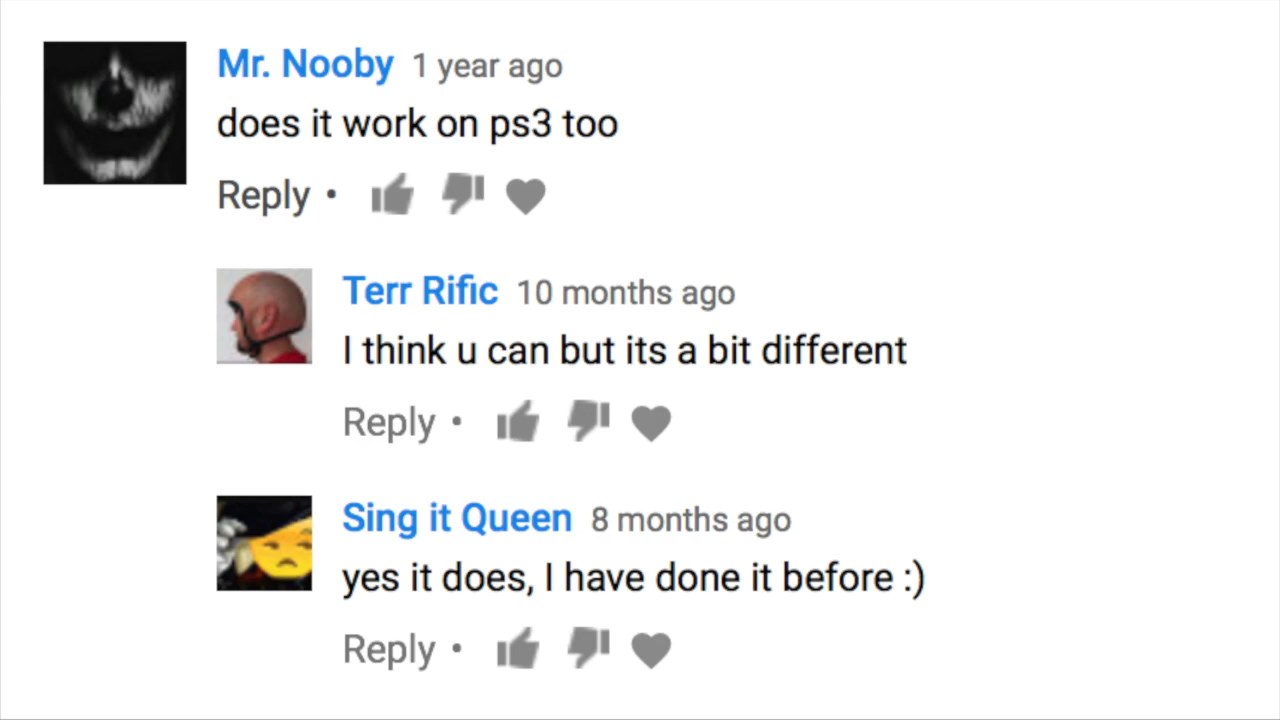 Mr. Nooby 1 year ago
does it work on ps3 too
Reply •
Terr Rific 10 months ago
I think u can but its a bit different
Reply •
Sing it Queen 8 months ago
yes it does, I have done it before :)
Reply •